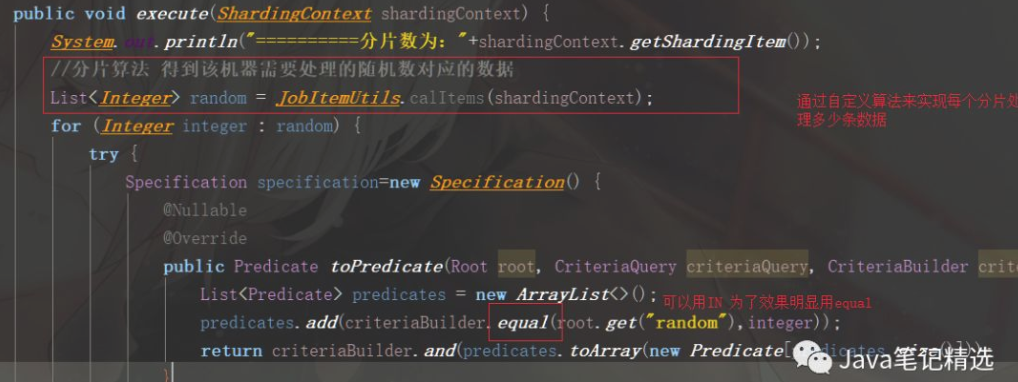 public void execute(ShardingContext shardingContext) {
System.out.println("==========分片数为："+shardingContext.getShardingItem());
//分片算法 得到该机器需要处理的随机数对应的数据
List<Integer> random = JobItemUtils.calItems(shardingContext);
通过自定义算法来实现每个分片处
理多少条数据
for (Integer integer : random) {
try {
Specification specification=new Specification() {
@Nullable
@Override
public Predicate toPredicate(Root root, CriteriaQuery criteriaQuery, CriteriaBuilder crite
List<Predicate> predicates = new ArrayList<>();
可以用IN 为了效果明显用equal
predicates.add(criteriaBuilder.equal(root.get("random"),integer));
return criteriaBuilder.and(predicates.toArray(new Predicate[
Java笔记精选
}